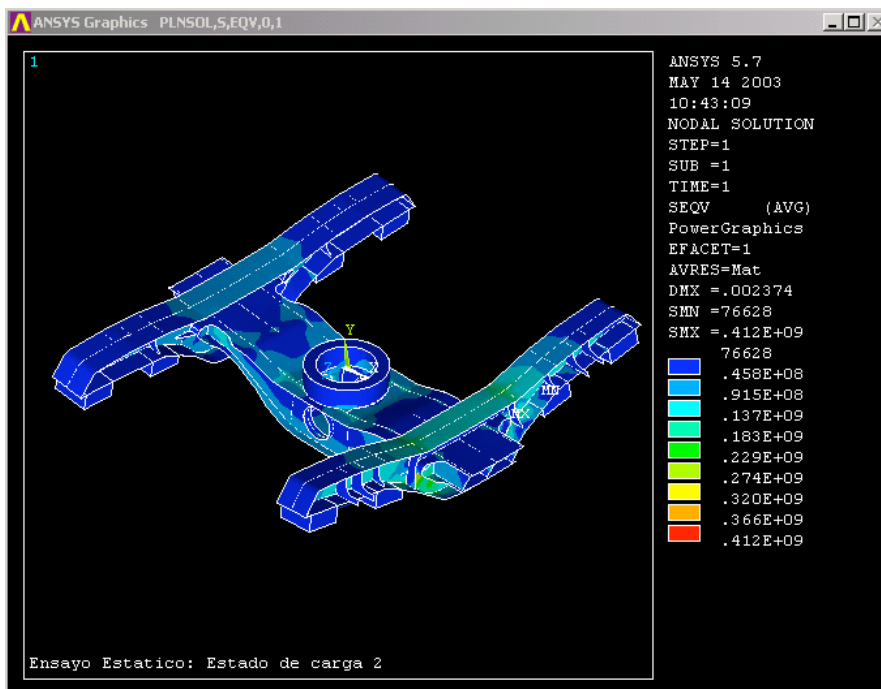 ANSYS Graphics PLNSOL,S,EQV,0,1
1
ANSYS 5.7
MAY 14 2003
10:43:09
NODAL SOLUTION
STEP=1
SUB =1
TIME=1
SEQV (AVG)
PowerGraphics
EFACET=1
AVRES=Mat
DMX =.002374
SMN =76628
SMX =.412E+09
76628
.458E+08
.915E+08
.137E+09
.183E+09
.229E+09
.274E+09
.320E+09
.366E+09
.412E+09
Y
MN
MX
Ensayo Estatico: Estado de carga 2